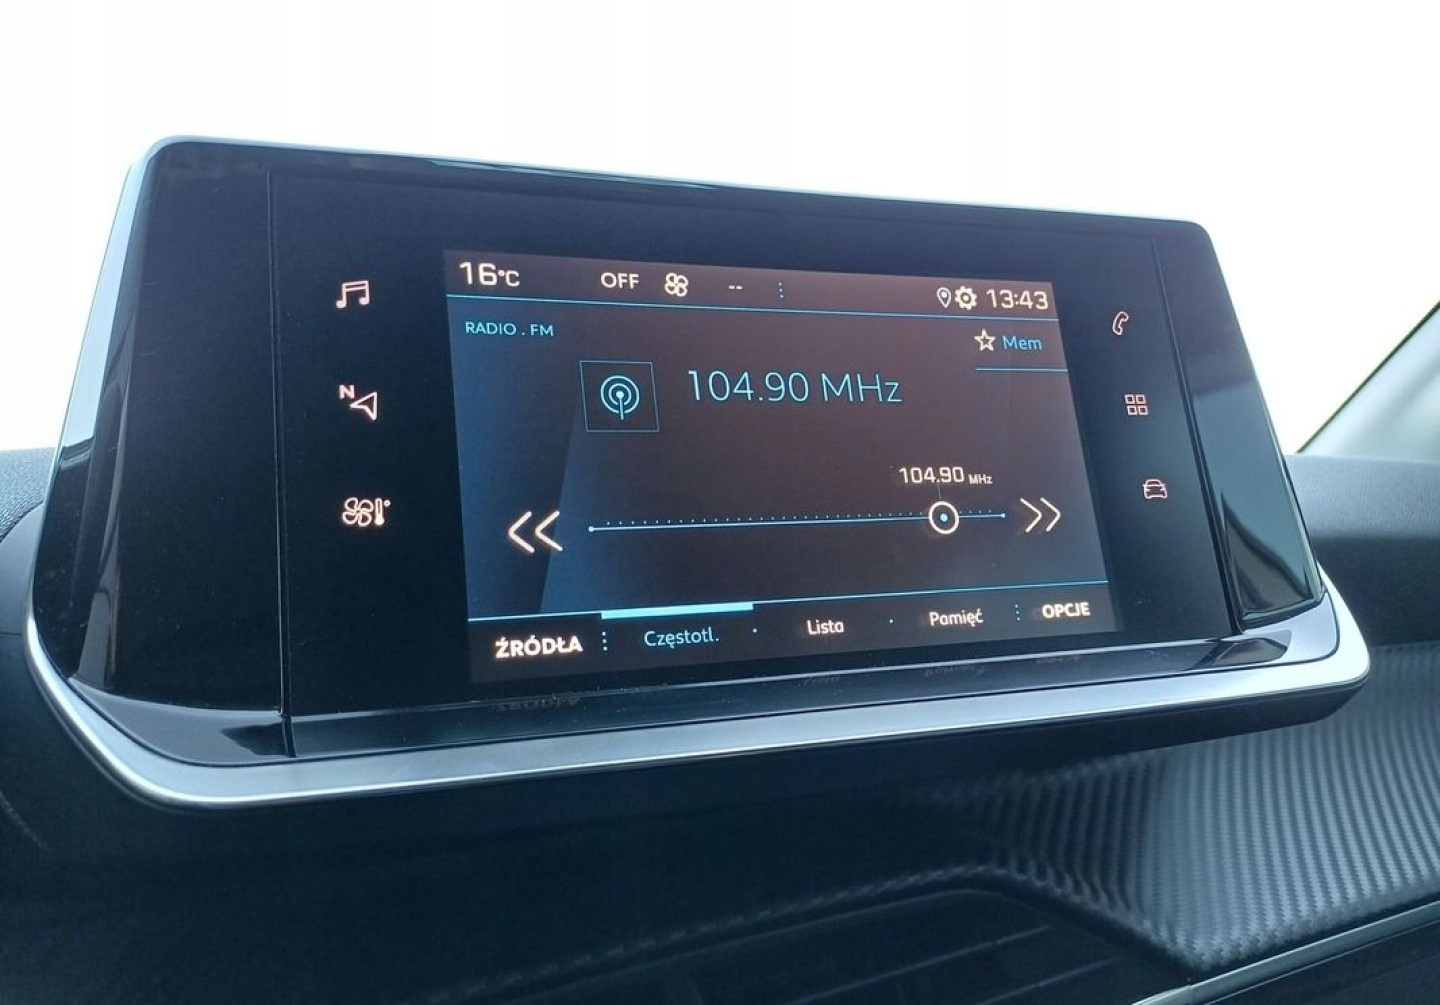 16°C OFF -- 13:43
RADIO . FM
Mem
104.90 MHz
104.90 MHz
N
ŹRÓDŁA Częstotl. Lista Pamięć OPCJE